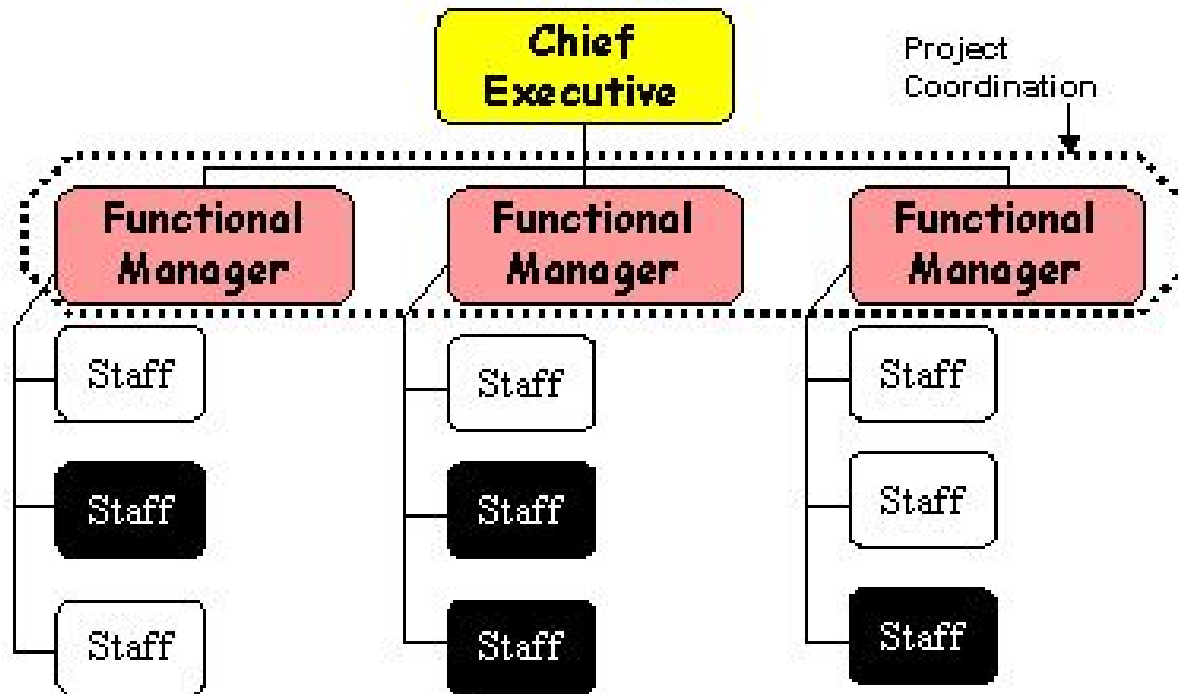 Chief
Executive
Project
Coordination
Functional
Manager
Functional
Manager
Functional
Manager
Staff
Staff
Staff
Staff
Staff
Staff
Staff
Staff
Staff